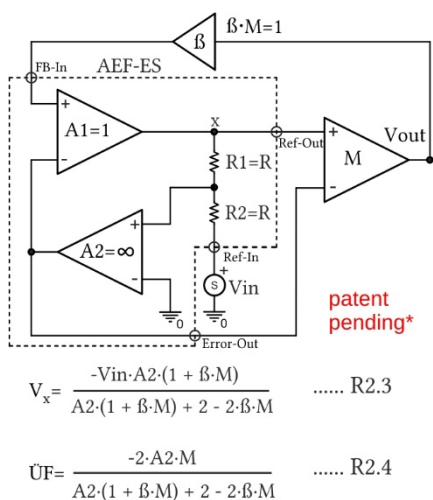 ß
ß·M=1
FB-In
AEF-ES
+
A1=1
-
x
R1=R
Ref-Out
+
M
-
Vout
+
A2=∞
-
R2=R
Ref-In
+
S
Vin
0
0
Error-Out
patent
pending*
Vx= -Vin·A2·(1 + ß·M)
A2·(1 + ß·M) + 2 - 2·ß·M
...... R2.3
ÜF= -2·A2·M
A2·(1 + ß·M) + 2 - 2·ß·M
...... R2.4